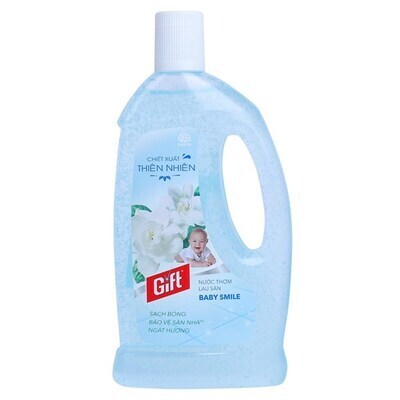 CHIẾT XUẤT
THIÊN NHIÊN
Gift
NƯỚC THƠM
LAU SÀN
BABY SMILE
SẠCH BÓNG
BẢO VỆ SÀN NHÀ
NGÁT HƯƠNG